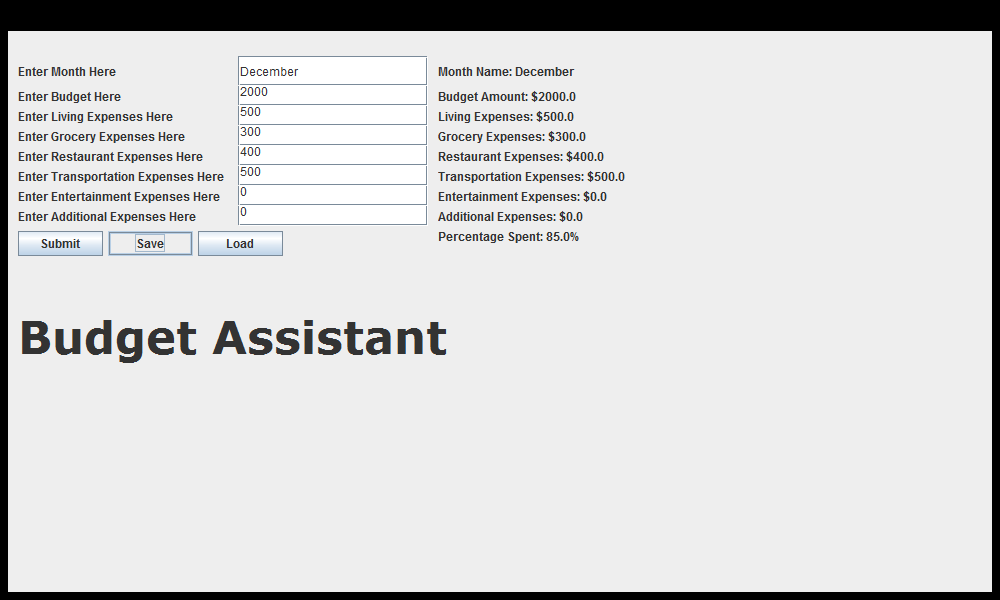 Enter Month Here December Month Name: December
Enter Budget Here 2000 Budget Amount: $2000.0
Enter Living Expenses Here 500 Living Expenses: $500.0
Enter Grocery Expenses Here 300 Grocery Expenses: $300.0
Enter Restaurant Expenses Here 400 Restaurant Expenses: $400.0
Enter Transportation Expenses Here 500 Transportation Expenses: $500.0
Enter Entertainment Expenses Here 0 Entertainment Expenses: $0.0
Enter Additional Expenses Here 0 Additional Expenses: $0.0
Submit Save Load Percentage Spent: 85.0%
Budget Assistant